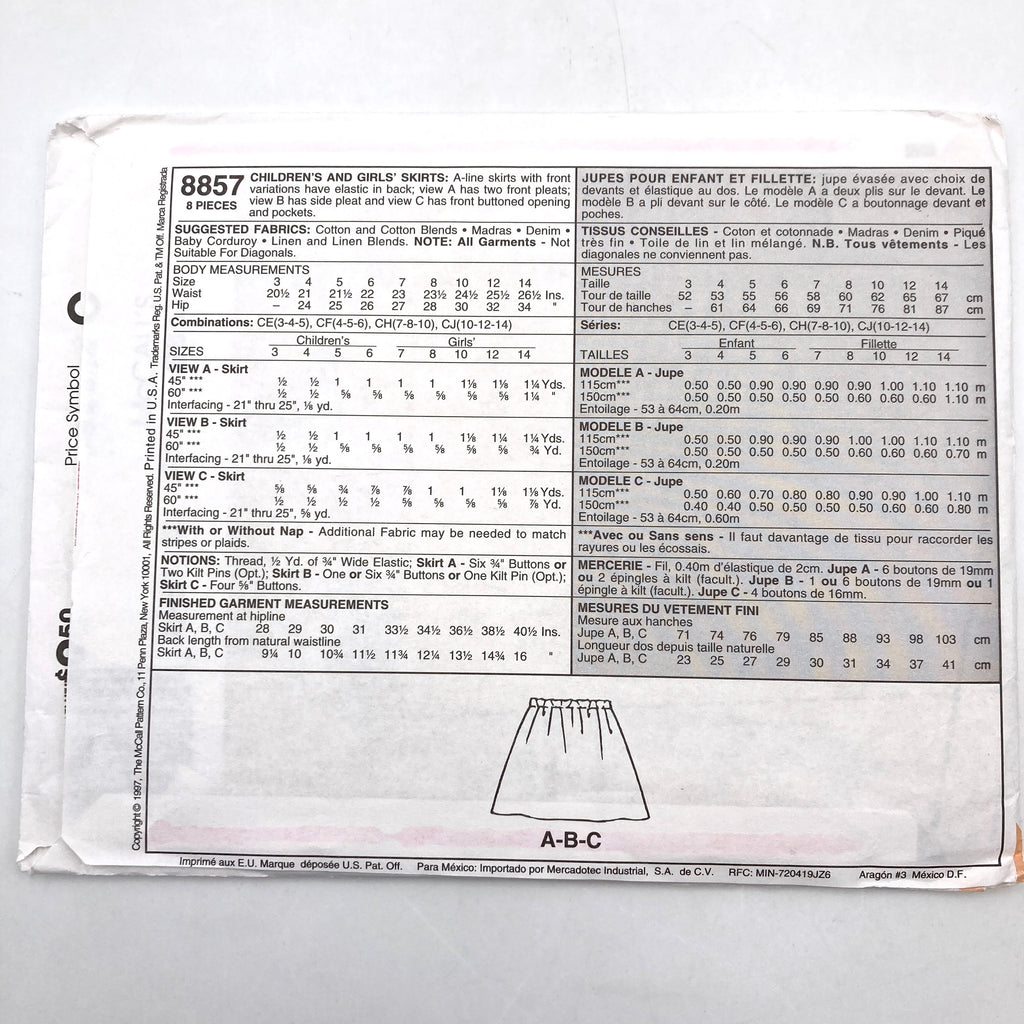 8857
8 PIECES
CHILDREN'S AND GIRLS' SKIRTS: A-line skirts with front
variations have elastic in back; view A has two front pleats;
view B has side pleat and view C has front buttoned opening
and pockets.
SUGGESTED FABRICS: Cotton and Cotton Blends • Madras • Denim •
Baby Corduroy • Linen and Linen Blends. NOTE: All Garments - Not
Suitable For Diagonals.
BODY MEASUREMENTS
Size 3 4 5 6 7 8 10 12 14
Waist 20½ 21 21½ 22 23 23½ 24½ 25½ 26½ Ins.
Hip – 24 25 26 27 28 30 32 34 "
Combinations: CE(3-4-5), CF(4-5-6), CH(7-8-10), CJ(10-12-14)
Children's Girls'
SIZES 3 4 5 6 7 8 10 12 14
VIEW A - Skirt
45" *** ½ ½ 1 1 1 1 1⅛ 1⅛ 1¼ Yds.
60" *** ½ ½ ⅝ ⅝ ⅝ ⅝ ⅝ ⅝ 1¼ "
Interfacing - 21" thru 25", ⅛ yd.
VIEW B - Skirt
45" *** ½ ½ 1 1 1 1 1⅛ 1¼ 1¼ Yds.
60" *** ½ ½ ⅝ ⅝ ⅝ ⅝ ⅝ ⅝ ¾ Yd.
Interfacing - 21" thru 25", ⅛ yd.
VIEW C - Skirt
45" *** ⅝ ⅝ ¾ ⅞ ⅞ 1 1 1⅛ 1⅛ Yds.
60" *** ½ ½ ½ ½ ⅝ ⅝ ⅝ ⅝ ⅞ Yd.
Interfacing - 21" thru 25", ⅝ yd.
***With or Without Nap - Additional Fabric may be needed to match
stripes or plaids.
NOTIONS: Thread, ½ Yd. of ¾" Wide Elastic; Skirt A - Six ¾" Buttons or
Two Kilt Pins (Opt.); Skirt B - One or Six ¾" Buttons or One Kilt Pin (Opt.);
Skirt C - Four ⅝" Buttons.
FINISHED GARMENT MEASUREMENTS
Measurement at hipline
Skirt A, B, C 28 29 30 31 33½ 34½ 36½ 38½ 40½ Ins.
Back length from natural waistline
Skirt A, B, C 9¼ 10 10¾ 11½ 11¾ 12¼ 13½ 14¾ 16 "
JUPES POUR ENFANT ET FILLETTE: jupe évasée avec choix de
devants et élastique au dos. Le modèle A a deux plis sur le devant. Le
modèle B a pli devant sur le côté. Le modèle C a boutonnage devant et
poches.
TISSUS CONSEILLES - Coton et cotonnade • Madras • Denim • Piqué
très fin • Toile de lin et lin mélangé. N.B. Tous vêtements - Les
diagonales ne conviennent pas.
MESURES
Taille 3 4 5 6 7 8 10 12 14
Tour de taille 52 53 55 56 58 60 62 65 67 cm
Tour de hanches – 61 64 66 69 71 76 81 87 cm
Séries: CE(3-4-5), CF(4-5-6), CH(7-8-10), CJ(10-12-14)
Enfant Fillette
TAILLES 3 4 5 6 7 8 10 12 14
MODELE A - Jupe
115cm*** 0.50 0.50 0.90 0.90 0.90 0.90 1.00 1.10 1.10 m
150cm*** 0.50 0.50 0.50 0.50 0.50 0.60 0.60 0.60 1.10 m
Entoilage - 53 à 64cm, 0.20m
MODELE B - Jupe
115cm*** 0.50 0.50 0.90 0.90 0.90 1.00 1.00 1.10 1.10 m
150cm*** 0.50 0.50 0.50 0.50 0.50 0.60 0.60 0.60 0.70 m
Entoilage - 53 à 64cm, 0.20m
MODELE C - Jupe
115cm*** 0.50 0.60 0.70 0.80 0.80 0.90 0.90 1.00 1.10 m
150cm*** 0.40 0.40 0.50 0.50 0.50 0.50 0.60 0.60 0.80 m
Entoilage - 53 à 64cm, 0.60m
***Avec ou Sans sens - Il faut davantage de tissu pour raccorder les
rayures ou les écossais.
MERCERIE - Fil, 0.40m d'élastique de 2cm. Jupe A - 6 boutons de 19mm
ou 2 épingles à kilt (facult.). Jupe B - 1 ou 6 boutons de 19mm ou 1
épingle à kilt (facult.). Jupe C - 4 boutons de 16mm.
MESURES DU VETEMENT FINI
Mesure aux hanches
Jupe A, B, C 71 74 76 79 85 88 93 98 103 cm
Longueur dos depuis taille naturelle
Jupe A, B, C 23 25 27 29 30 31 34 37 41 cm
A-B-C
Imprimé aux E.U. Marque déposée U.S. Pat. Off. Para México: Importado por Mercadotec Industrial, S.A. de C.V. RFC: MIN-720419JZ6 Aragón #3 México D.F.
Copyright© 1997, The McCall Pattern Co., 11 Penn Plaza, New York 10001, All Rights Reserved. Printed in U.S.A. Trademarks Reg. U.S. Pat. & TM Off. Marca Registrada
Price Symbol